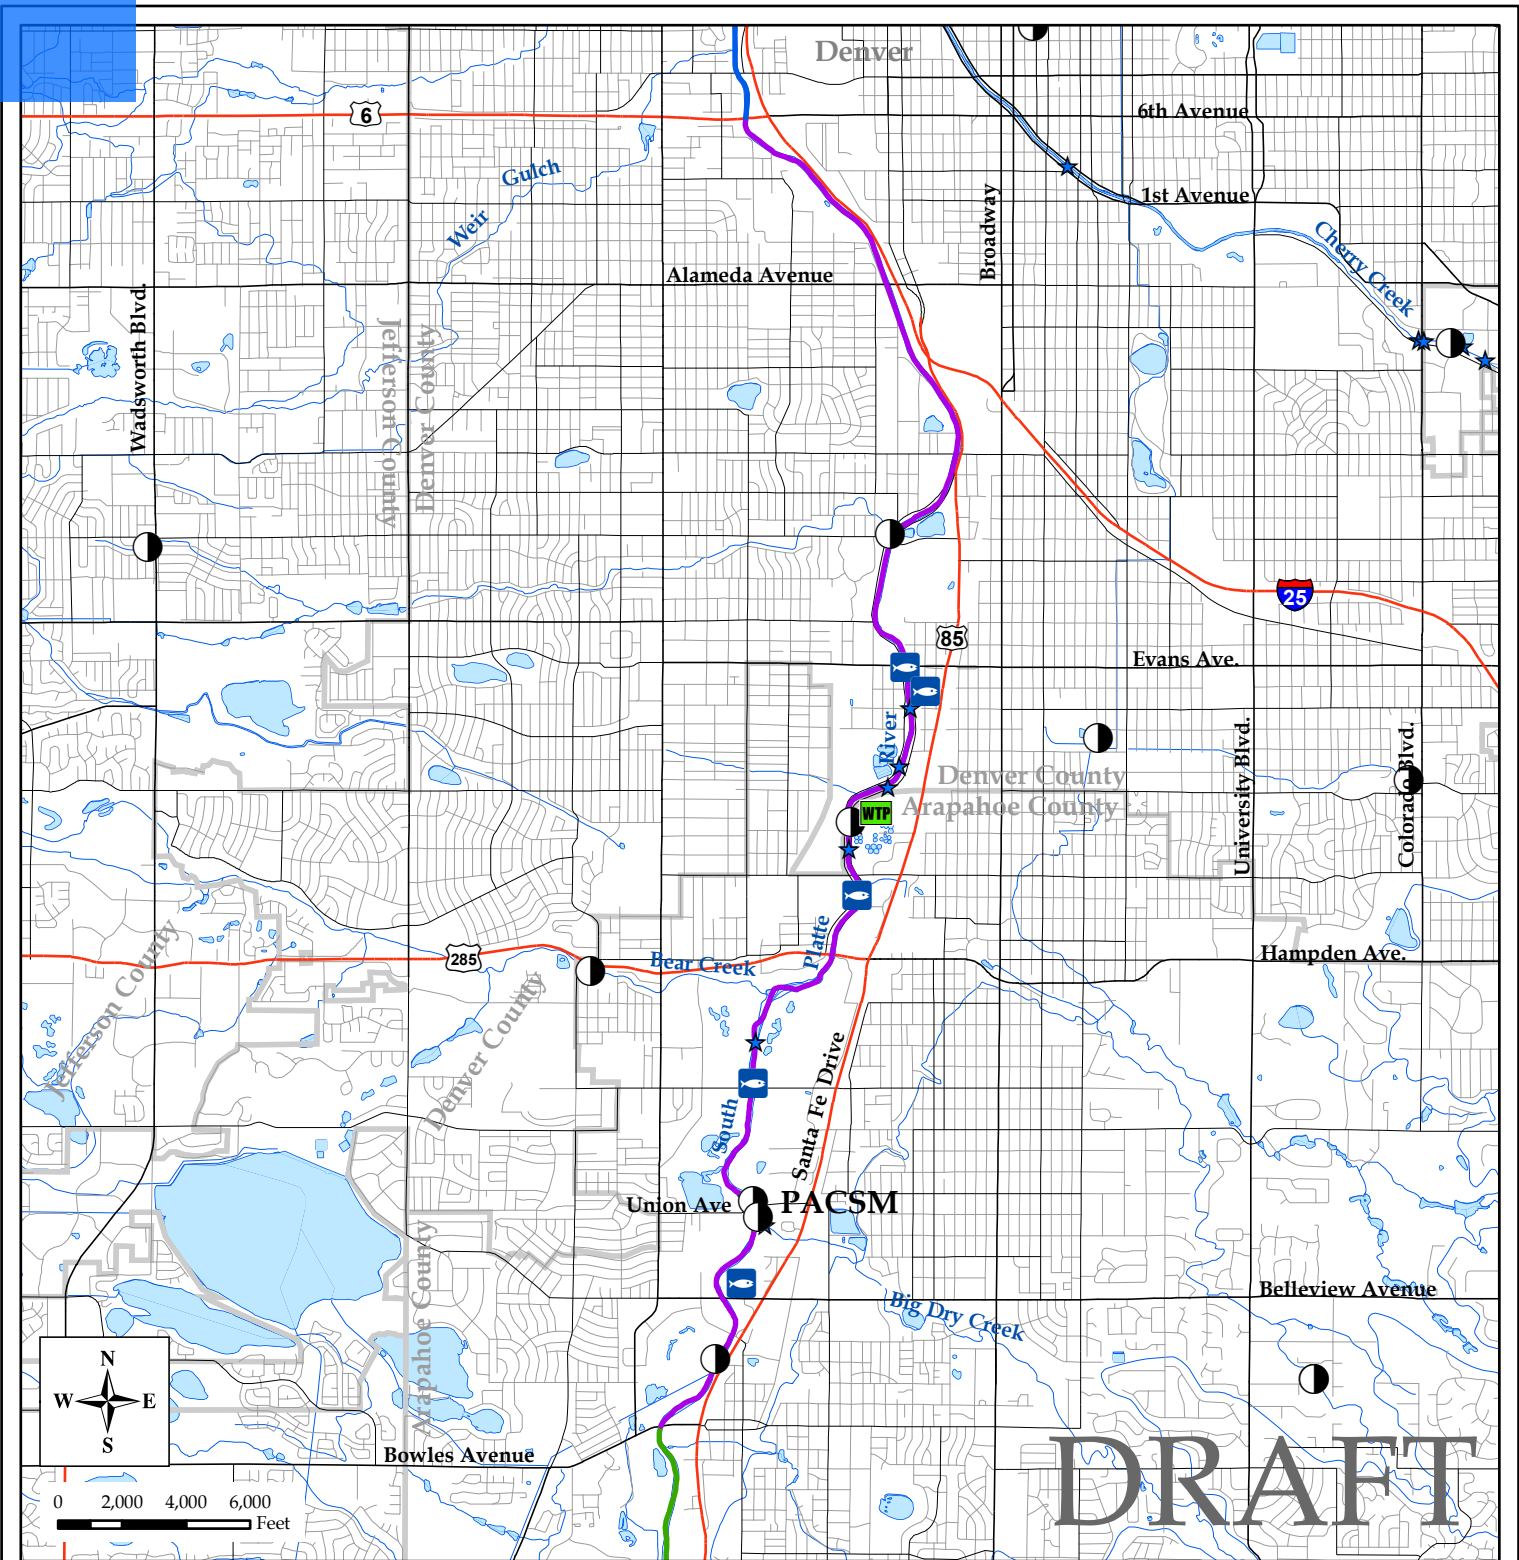 Denver
6
6th Avenue
Gulch
1st Avenue
Weir
Broadway
Cherry Creek
Alameda Avenue
Wadsworth Blvd.
Jefferson County
Denver County
25
85
Evans Ave.
River
University Blvd.
Colorado Blvd.
Denver County
Arapahoe County
WTP
Platte
Jefferson County
285
Bear Creek
Hampden Ave.
Denver County
Santa Fe Drive
South
Union Ave
PACSM
Arapahoe County
Belleview Avenue
Big Dry Creek
N
W E
S
Bowles Avenue
DRAFT
0 2,000 4,000 6,000
Feet